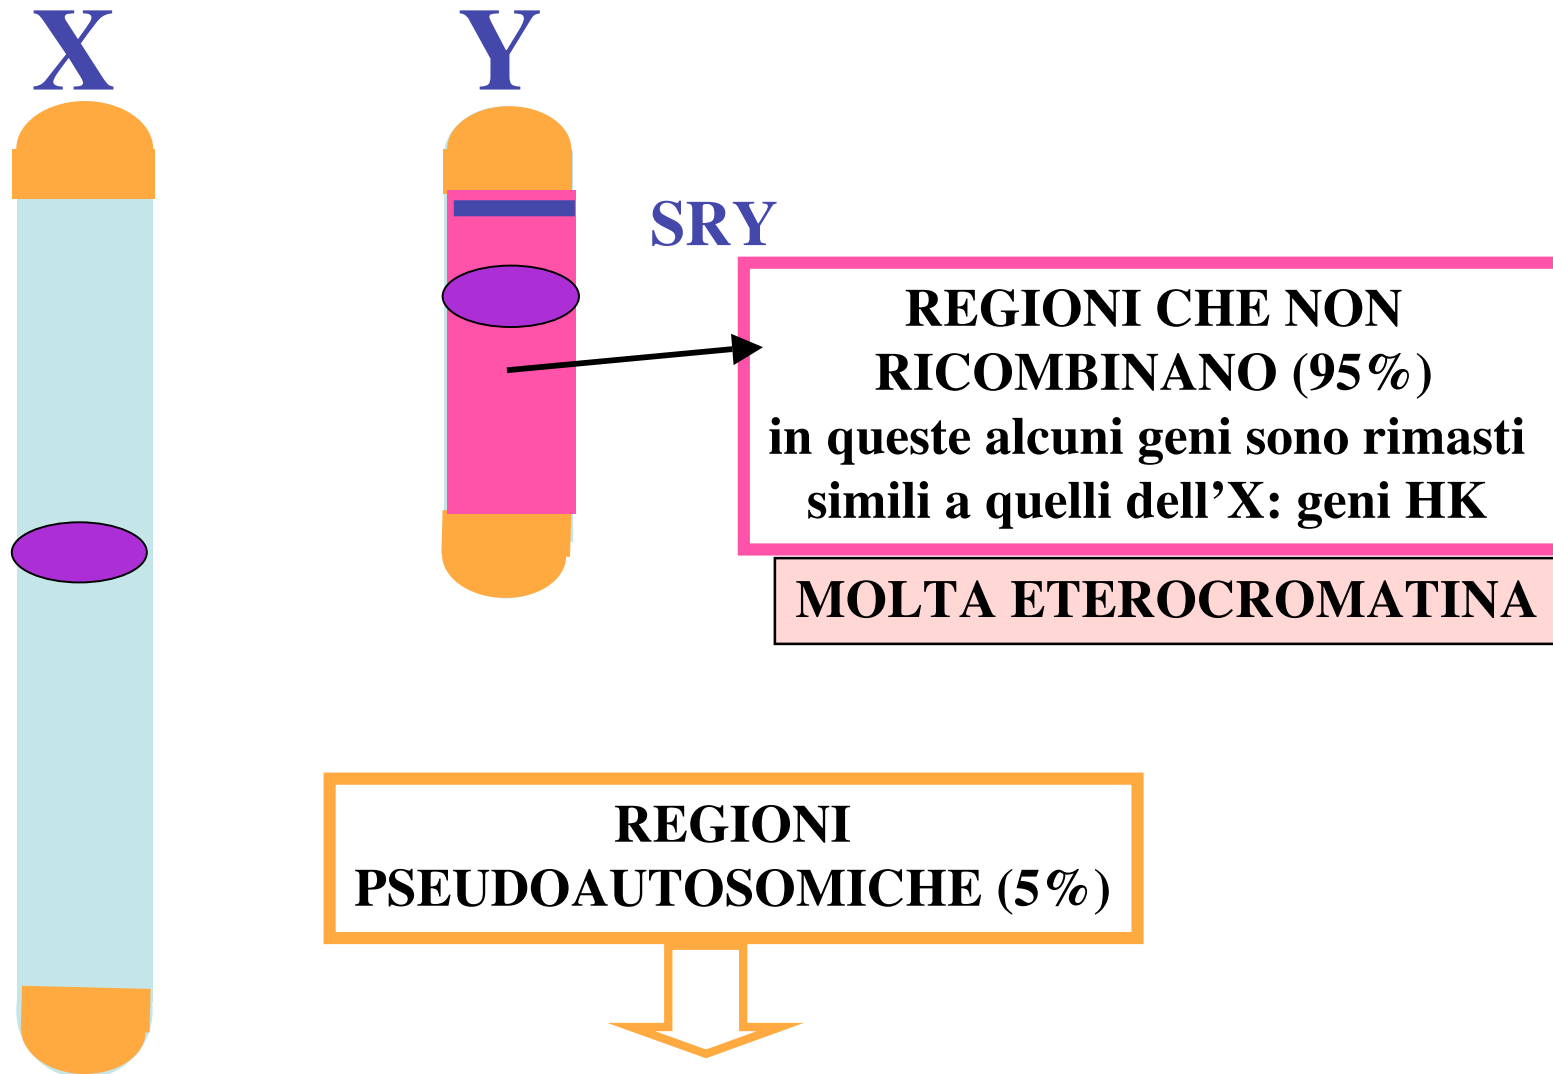 X
Y
SRY
REGIONI CHE NON
RICOMBINANO (95%)
in queste alcuni geni sono rimasti
simili a quelli dell’X: geni HK
MOLTA ETEROCROMATINA
REGIONI
PSEUDOAUTOSOMICHE (5%)